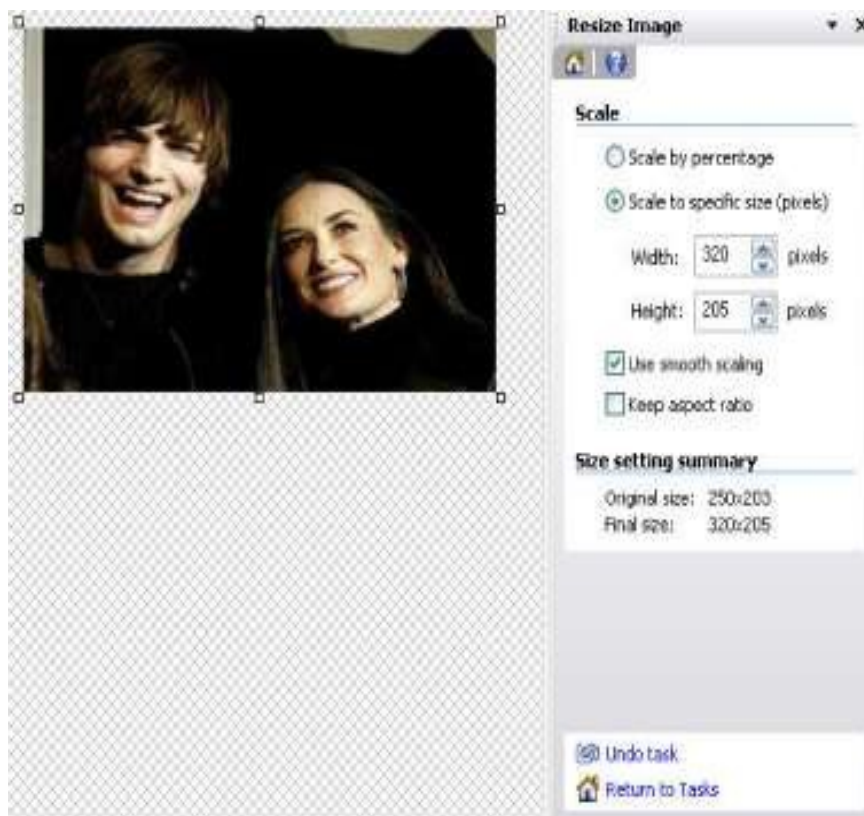 Resize Image
Scale
Scale by percentage
Scale to specific size (pixels)
Width: 320 pixels
Height: 205 pixels
Use smooth scaling
Keep aspect ratio
Size setting summary
Original size: 250x203
Final size: 320x205
Undo task
Return to Tasks